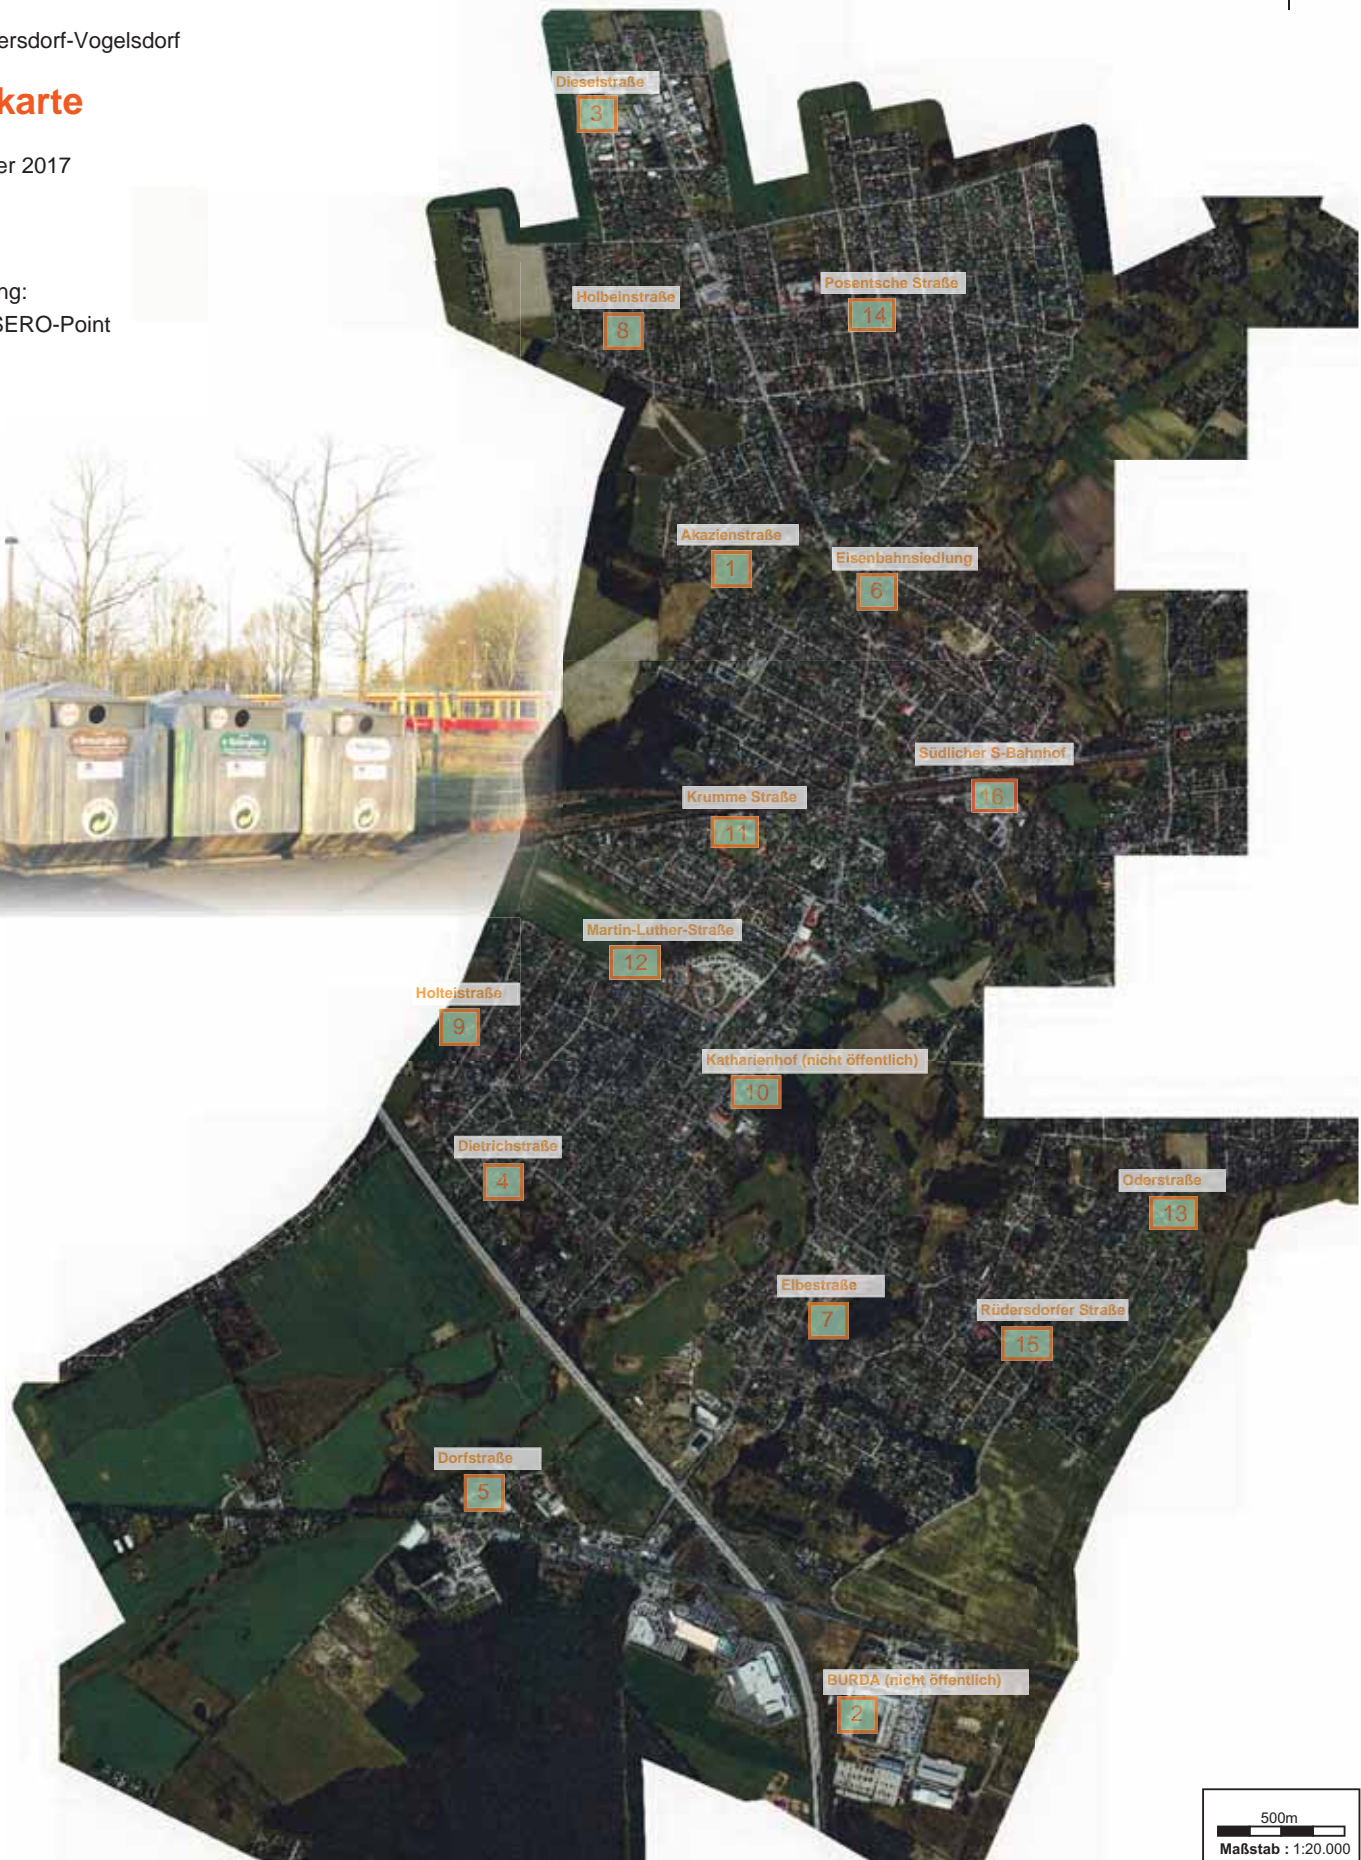 ersdorf-Vogelsdorf
karte
er 2017
ng:
SERO-Point
Dieselstraße
3
Holbeinstraße
8
Posentsche Straße
14
Akazienstraße
1
Eisenbahnsiedlung
6
Südlicher S-Bahnhof
16
Krumme Straße
11
Martin-Luther-Straße
12
Holteistraße
9
Katharienhof (nicht öffentlich)
10
Dietrichstraße
4
Oderstraße
13
Elbestraße
7
Rüdersdorfer Straße
15
Dorfstraße
5
BURDA (nicht öffentlich)
2
500m
Maßstab : 1:20.000